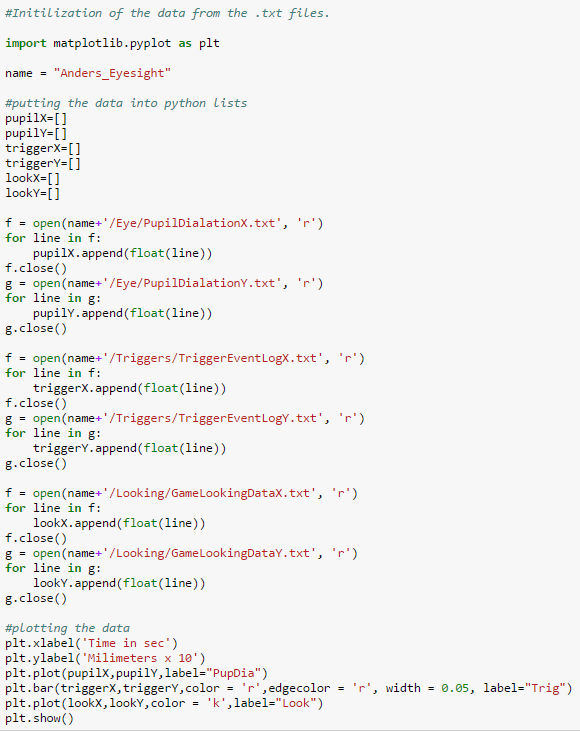 #Initilization of the data from the .txt files.
import matplotlib.pyplot as plt
name = "Anders_Eyesight"
#putting the data into python lists
pupilX=[]
pupilY=[]
triggerX=[]
triggerY=[]
lookX=[]
lookY=[]
f = open(name+'/Eye/PupilDialationX.txt', 'r')
for line in f:
    pupilX.append(float(line))
f.close()
g = open(name+'/Eye/PupilDialationY.txt', 'r')
for line in g:
    pupilY.append(float(line))
g.close()
f = open(name+'/Triggers/TriggerEventLogX.txt', 'r')
for line in f:
    triggerX.append(float(line))
f.close()
g = open(name+'/Triggers/TriggerEventLogY.txt', 'r')
for line in g:
    triggerY.append(float(line))
g.close()
f = open(name+'/Looking/GameLookingDataX.txt', 'r')
for line in f:
    lookX.append(float(line))
f.close()
g = open(name+'/Looking/GameLookingDataY.txt', 'r')
for line in g:
    lookY.append(float(line))
g.close()
#plotting the data
plt.xlabel('Time in sec')
plt.ylabel('Milimeters x 10')
plt.plot(pupilX,pupilY,label="PupDia")
plt.bar(triggerX,triggerY,color = 'r',edgecolor = 'r', width = 0.05, label="Trig")
plt.plot(lookX,lookY,color = 'k',label="Look")
plt.show()